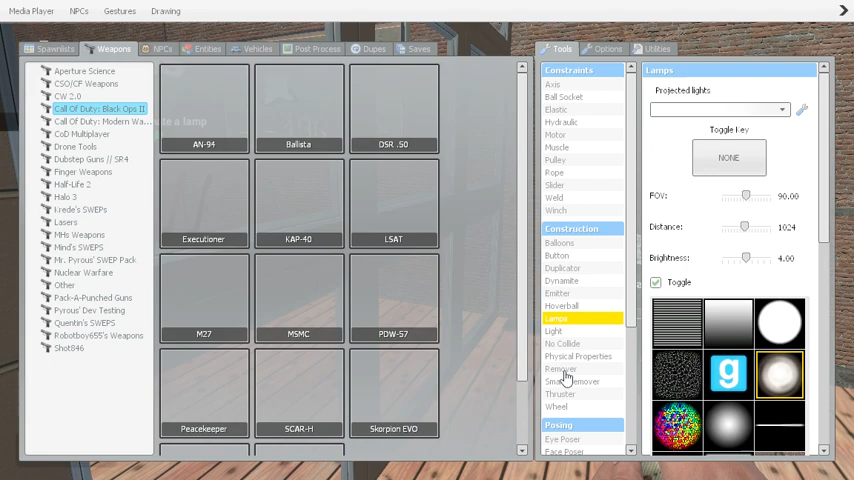 Media Player NPCs Gestures Drawing
Spawnlists Weapons NPCs Entities Vehicles Post Process Dupes Saves
Aperture Science
CSO/CF Weapons
CW 2.0
Call Of Duty: Black Ops II
Call Of Duty: Modern Wa...
CoD Multiplayer
Drone Tools
Dubstep Guns // SR4
Finger Weapons
Half-Life 2
Halo 3
Krede's SWEPs
Lasers
MHs Weapons
Mind's SWEPS
Mr. Pyrous' SWEP Pack
Nuclear Warfare
Other
Pack-A-Punched Guns
Pyrous' Dev Testing
Quentin's SWEPS
Robotboy655's Weapons
Shot846
te a lamp
AN-94 Ballista DSR .50
Executioner KAP-40 LSAT
M27 MSMC PDW-57
Peacekeeper SCAR-H Skorpion EVO
Tools Options Utilities
Constraints
Axis
Ball Socket
Elastic
Hydraulic
Motor
Muscle
Pulley
Rope
Slider
Weld
Winch
Construction
Balloons
Button
Duplicator
Dynamite
Emitter
Hoverball
Lamps
Light
No Collide
Physical Properties
Remover
Smart Remover
Thruster
Wheel
Posing
Eye Poser
Face Poser
Lamps
Projected lights
Toggle Key
NONE
FOV: 90.00
Distance: 1024
Brightness: 4.00
Toggle
g